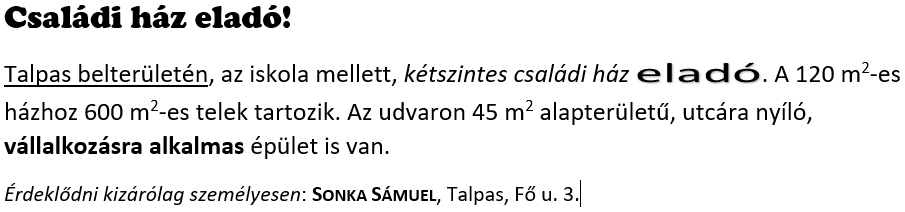 Családi ház eladó!
Talpas belterületén, az iskola mellett, kétszintes családi ház eladó. A 120 m²-es
házhoz 600 m²-es telek tartozik. Az udvaron 45 m² alapterületű, utcára nyíló,
vállalkozásra alkalmas épület is van.
Érdeklődni kizárólag személyesen: SONKA SÁMUEL, Talpas, Fő u. 3.